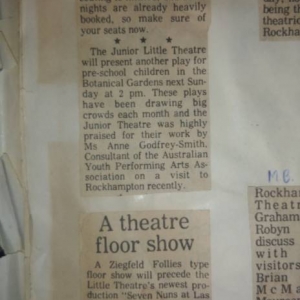 nights are already heavily
booked, so make sure of
your seats now.
★ ★ ★
The Junior Little Theatre
will present another play for
pre-school children in the
Botanical Gardens next Sun-
day at 2 pm. These plays
have been drawing big
crowds each month and the
Junior Theatre was highly
praised for their work by
Ms Anne Godfrey-Smith,
Consultant of the Australian
Youth Performing Arts As-
sociation on a visit to
Rockhampton recently.
A theatre
floor show
A Ziegfeld Follies type
floor show will precede the
Little Theatre's newest pro-
duction "Seven Nuns at Las
being th
theatric
Rockham
M.B.
Rockha
Theatr
Graham
Robyn
discuss
with
visitors
Brian
McMa